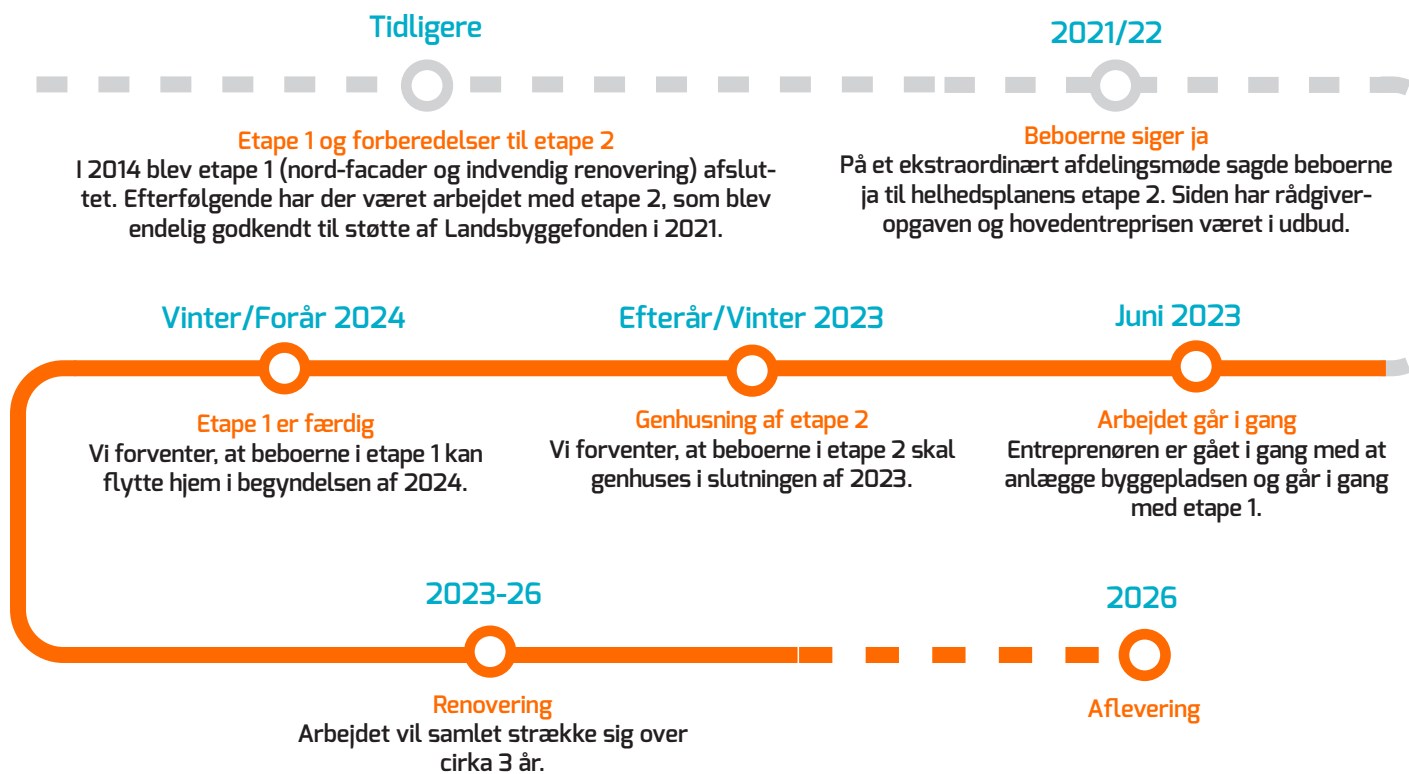 Tidligere
Etape 1 og forberedelser til etape 2
I 2014 blev etape 1 (nord-facader og indvendig renovering) afslut-
tet. Efterfølgende har der været arbejdet med etape 2, som blev
endelig godkendt til støtte af Landsbyggefonden i 2021.
2021/22
Beboerne siger ja
På et ekstraordinært afdelingsmøde sagde beboerne
ja til helhedsplanens etape 2. Siden har rådgiver-
opgaven og hovedentreprisen været i udbud.
Juni 2023
Arbejdet går i gang
Entreprenøren er gået i gang med at
anlægge byggepladsen og går i gang
med etape 1.
Efterår/Vinter 2023
Genhusning af etape 2
Vi forventer, at beboerne i etape 2 skal
genhuses i slutningen af 2023.
Vinter/Forår 2024
Etape 1 er færdig
Vi forventer, at beboerne i etape 1 kan
flytte hjem i begyndelsen af 2024.
2023-26
Renovering
Arbejdet vil samlet strække sig over
cirka 3 år.
2026
Aflevering